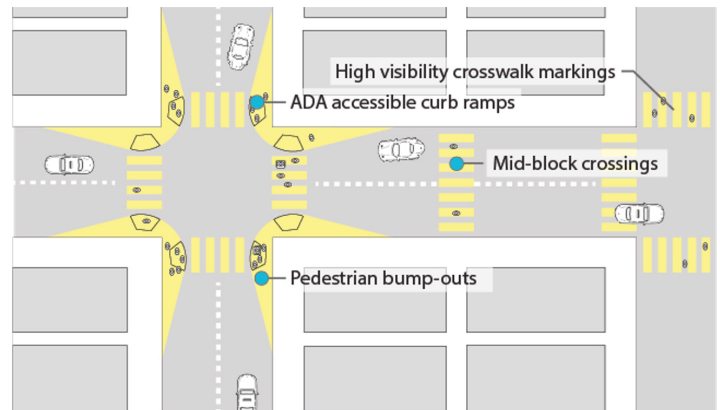 High visibility crosswalk markings
ADA accessible curb ramps
Mid-block crossings
Pedestrian bump-outs